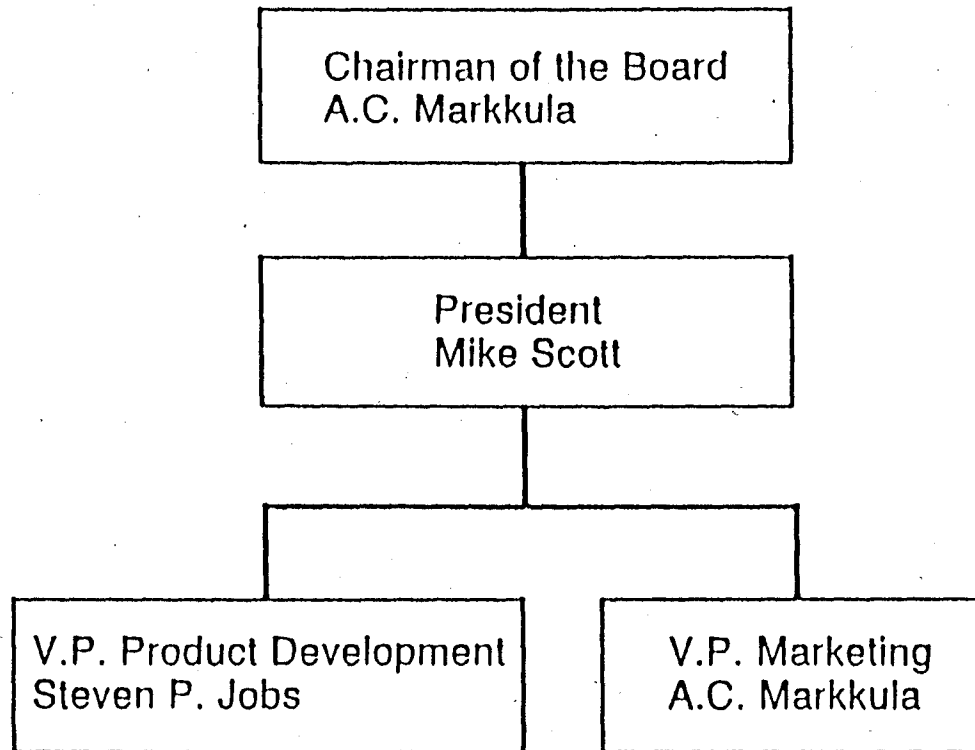 Chairman of the Board
A.C. Markkula
President
Mike Scott
V.P. Product Development
Steven P. Jobs
V.P. Marketing
A.C. Markkula